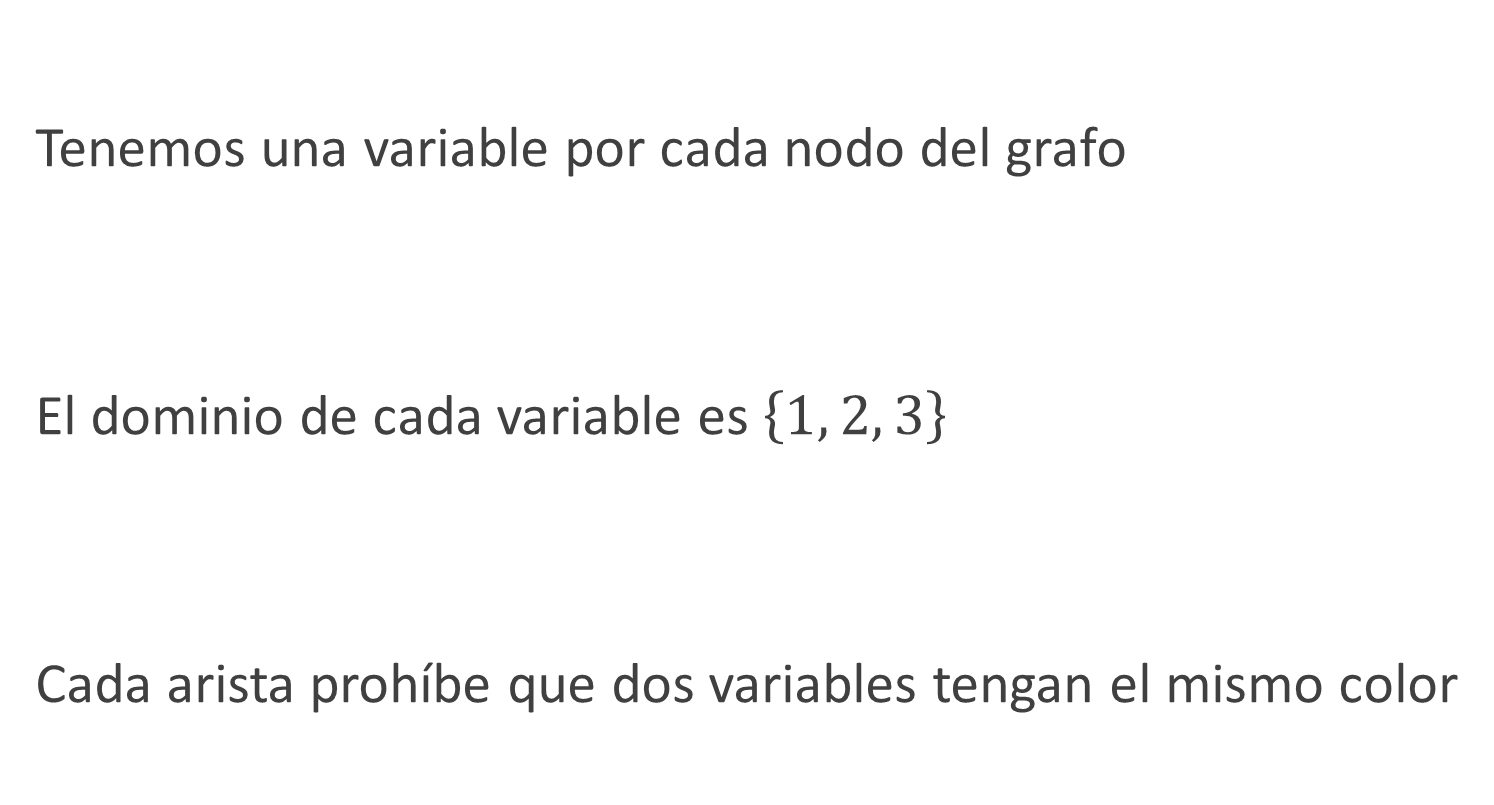 Tenemos una variable por cada nodo del grafo
El dominio de cada variable es {1, 2, 3}
Cada arista prohíbe que dos variables tengan el mismo color